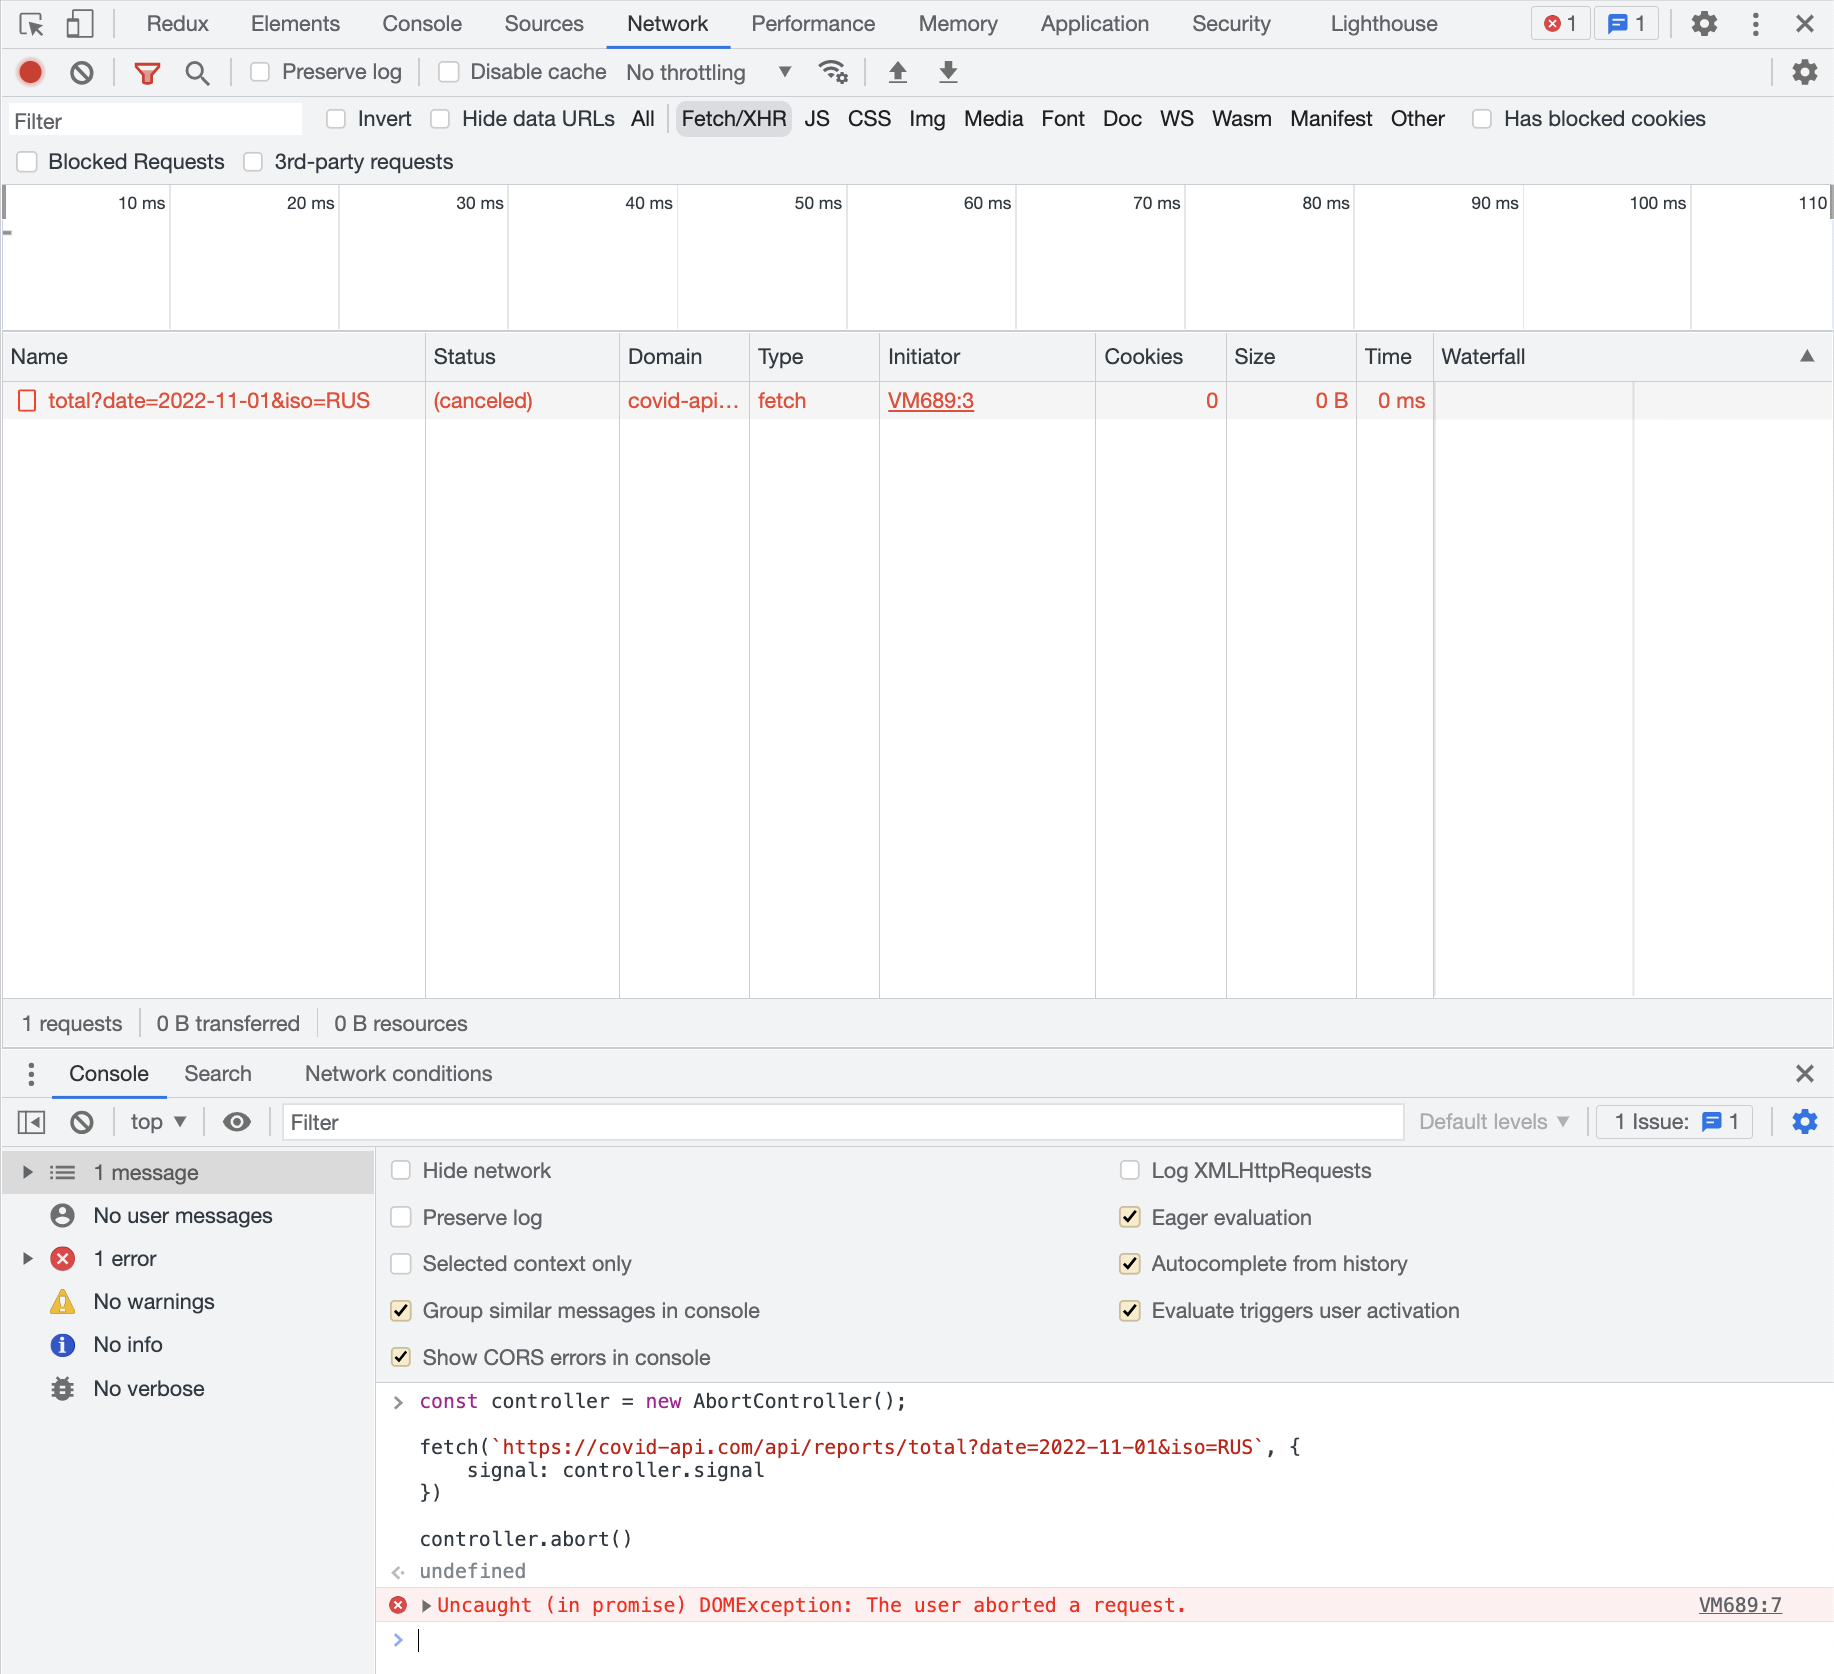 Redux Elements Console Sources Network Performance Memory Application Security Lighthouse 1 1
Preserve log Disable cache No throttling
Filter Invert Hide data URLs All Fetch/XHR JS CSS Img Media Font Doc WS Wasm Manifest Other Has blocked cookies
Blocked Requests 3rd-party requests
10 ms 20 ms 30 ms 40 ms 50 ms 60 ms 70 ms 80 ms 90 ms 100 ms 110
Name Status Domain Type Initiator Cookies Size Time Waterfall
total?date=2022-11-01&iso=RUS (canceled) covid-api... fetch VM689:3 0 0 B 0 ms
1 requests 0 B transferred 0 B resources
Console Search Network conditions
top Filter Default levels 1 Issue: 1
1 message
No user messages
1 error
No warnings
No info
No verbose
Hide network Log XMLHttpRequests
Preserve log Eager evaluation
Selected context only Autocomplete from history
Group similar messages in console Evaluate triggers user activation
Show CORS errors in console
const controller = new AbortController();
fetch(`https://covid-api.com/api/reports/total?date=2022-11-01&iso=RUS`, {
signal: controller.signal
})
controller.abort()
undefined
Uncaught (in promise) DOMException: The user aborted a request. VM689:7